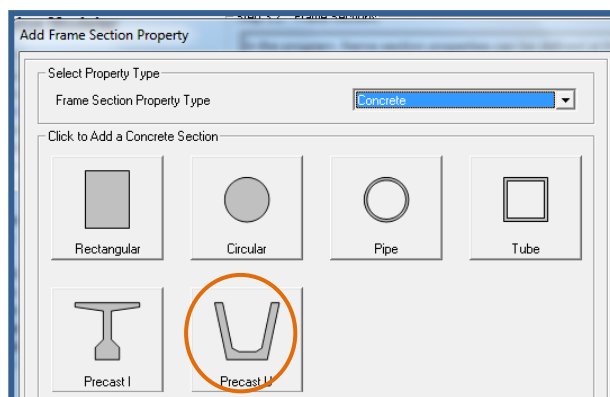 Add Frame Section Property
Select Property Type
Frame Section Property Type
Concrete
Click to Add a Concrete Section
Rectangular
Circular
Pipe
Tube
Precast I
Precast U